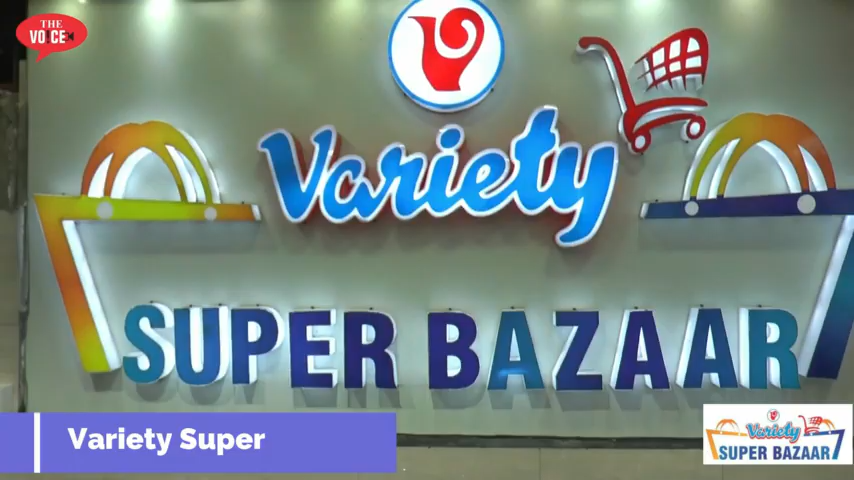 THE
VOICE
Variety
SUPER BAZAAR
Variety Super
Variety
SUPER BAZAAR